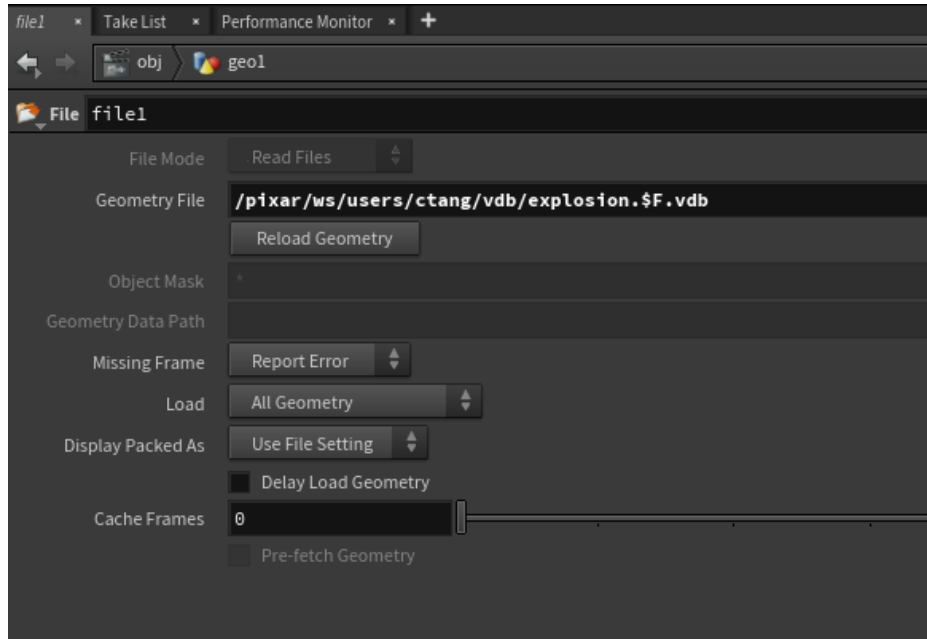 file1 × Take List × Performance Monitor × +
obj geo1
File file1
File Mode Read Files
Geometry File /pixar/ws/users/ctang/vdb/explosion.$F.vdb
Reload Geometry
Object Mask *
Geometry Data Path
Missing Frame Report Error
Load All Geometry
Display Packed As Use File Setting
Delay Load Geometry
Cache Frames 0
Pre-fetch Geometry